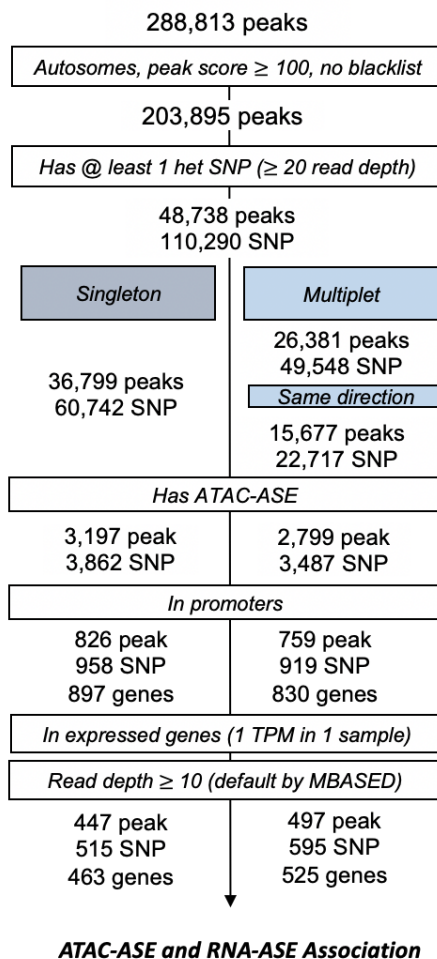 288,813 peaks
Autosomes, peak score ≥ 100, no blacklist
203,895 peaks
Has @ least 1 het SNP (≥ 20 read depth)
48,738 peaks
110,290 SNP
Singleton
36,799 peaks
60,742 SNP
Multiplet
26,381 peaks
49,548 SNP
Same direction
15,677 peaks
22,717 SNP
Has ATAC-ASE
3,197 peak
3,862 SNP
2,799 peak
3,487 SNP
In promoters
826 peak
958 SNP
897 genes
759 peak
919 SNP
830 genes
In expressed genes (1 TPM in 1 sample)
Read depth ≥ 10 (default by MBASED)
447 peak
515 SNP
463 genes
497 peak
595 SNP
525 genes
ATAC-ASE and RNA-ASE Association